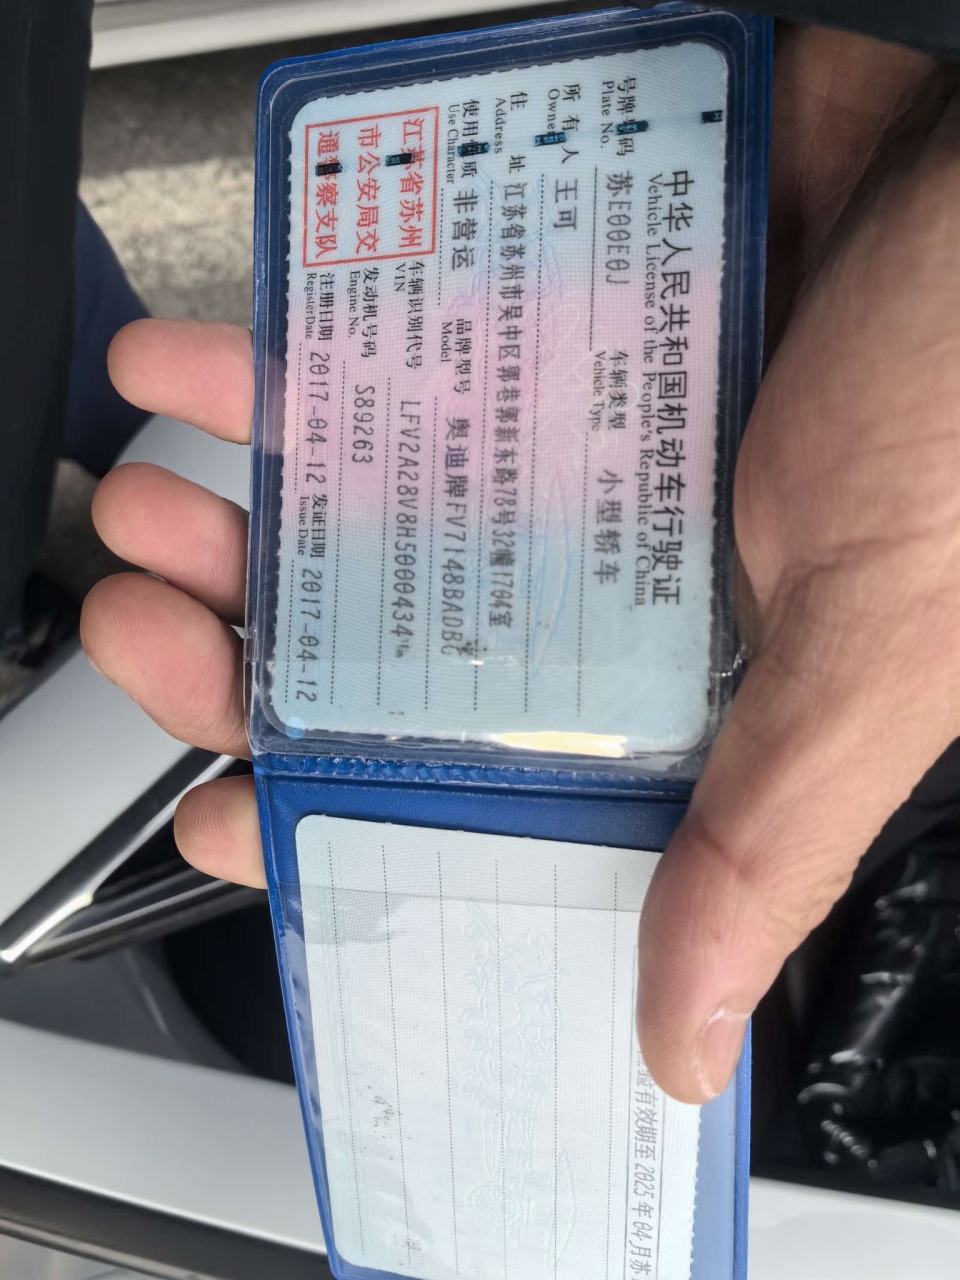 中华人民共和国机动车行驶证
Vehicle License of the People's Republic of China
号牌号码 苏E00E0J 车辆类型 小型轿车
Plate No. Vehicle Type
所有人 王可
Owner
住址 江苏省苏州市吴中区郭巷郭新东路78号32幢1704室
Address
使用性质 非营运 品牌型号 奥迪牌FV7148BADBG
Use Character Model
江苏省苏州
市公安局交
通警察支队
车辆识别代号 LFV2A28V8H5000434
VIN
发动机号码 S89263
Engine No.
注册日期 2017-04-12 发证日期 2017-04-12
Register Date Issue Date
验有效期至2025年04月苏